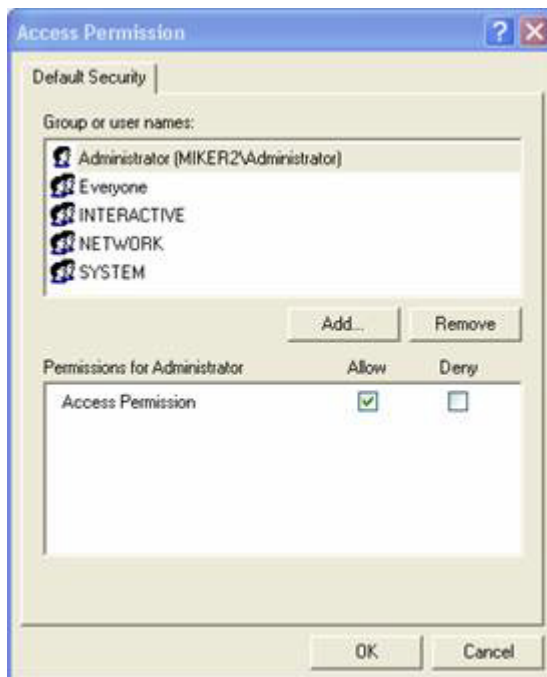 Access Permission
Default Security
Group or user names:
Administrator (MIKER2\Administrator)
Everyone
INTERACTIVE
NETWORK
SYSTEM
Add... Remove
Permissions for Administrator Allow Deny
Access Permission
OK Cancel